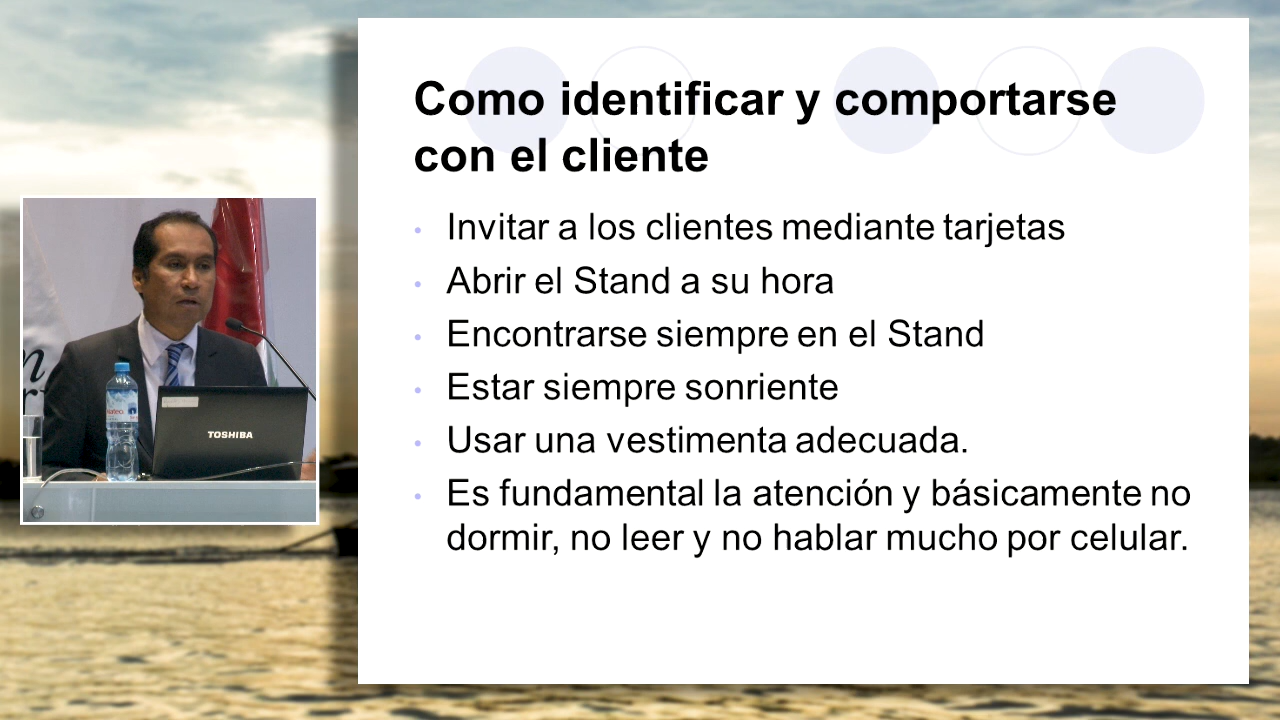 Como identificar y comportarse
con el cliente
Invitar a los clientes mediante tarjetas
Abrir el Stand a su hora
Encontrarse siempre en el Stand
Estar siempre sonriente
Usar una vestimenta adecuada.
Es fundamental la atención y básicamente no
dormir, no leer y no hablar mucho por celular.
TOSHIBA